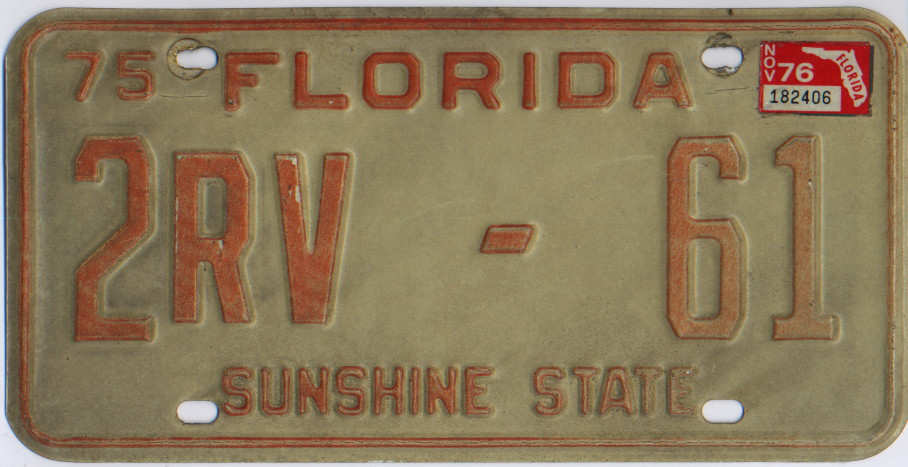 75 FLORIDA
NOV 76 FLORIDA
182406
2RV - 61
SUNSHINE STATE